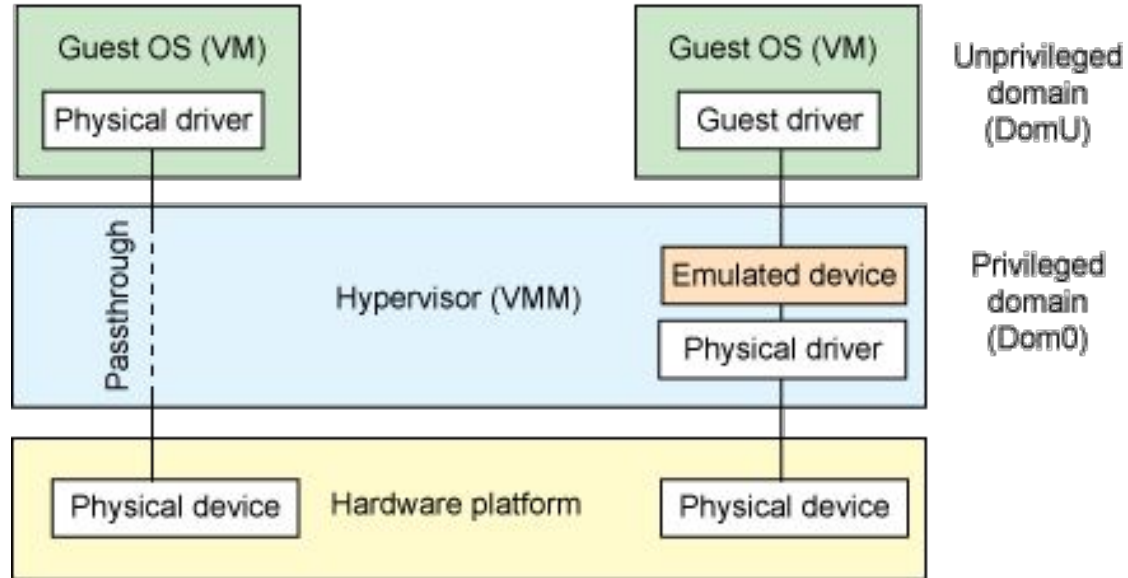 Guest OS (VM)
Physical driver
Guest OS (VM)
Guest driver
Unprivileged
domain
(DomU)
Passthrough
Hypervisor (VMM)
Emulated device
Physical driver
Privileged
domain
(Dom0)
Physical device
Hardware platform
Physical device